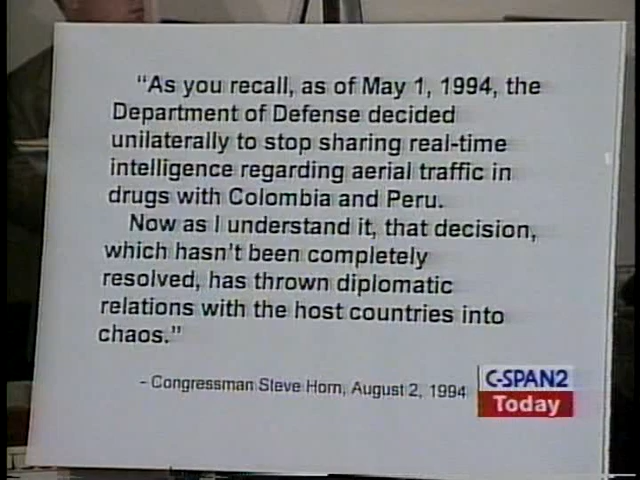 “As you recall, as of May 1, 1994, the
Department of Defense decided
unilaterally to stop sharing real-time
intelligence regarding aerial traffic in
drugs with Colombia and Peru.
Now as I understand it, that decision,
which hasn't been completely
resolved, has thrown diplomatic
relations with the host countries into
chaos.”
- Congressman Steve Horn, August 2, 1994
C-SPAN2
Today